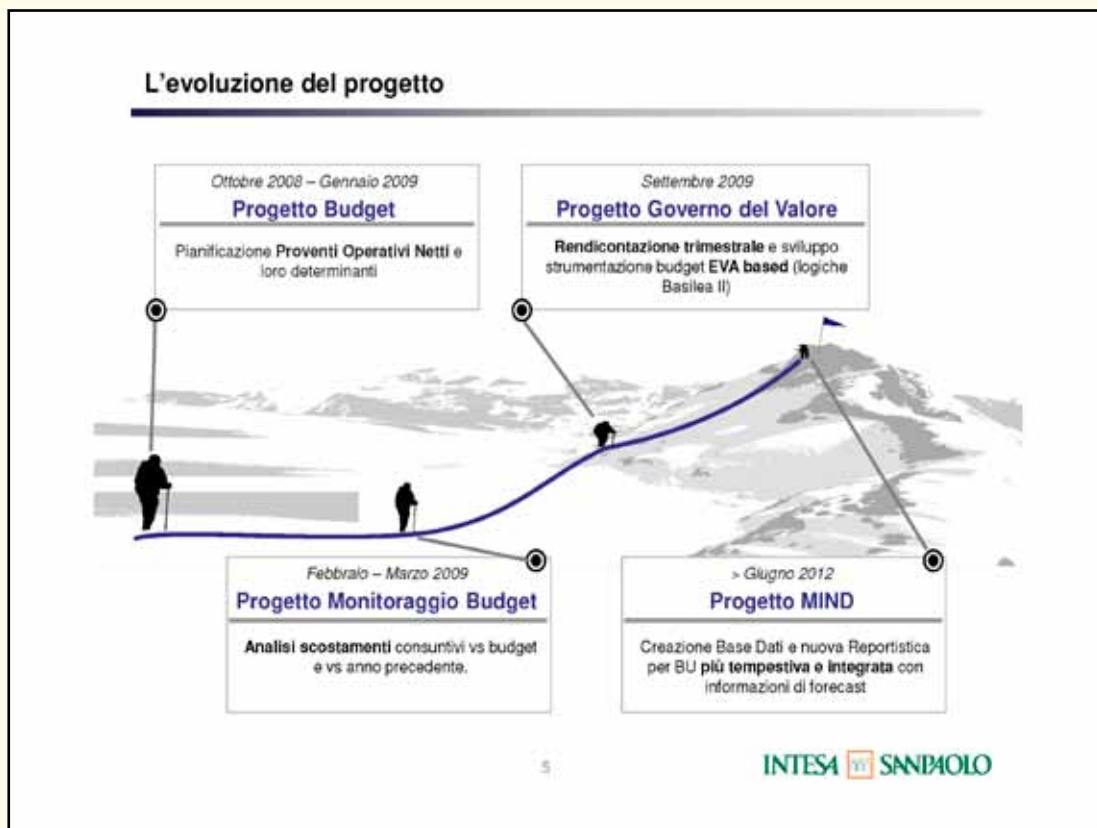 L'evoluzione del progetto
Ottobre 2008 – Gennaio 2009
Progetto Budget
Pianificazione Proventi Operativi Netti e
loro determinanti
Settembre 2009
Progetto Governo del Valore
Rendicontazione trimestrale e sviluppo
strumentazione budget EVA based (logiche
Basilea II)
Febbraio – Marzo 2009
Progetto Monitoraggio Budget
Analisi scostamenti consuntivi vs budget
e vs anno precedente.
> Giugno 2012
Progetto MIND
Creazione Base Dati e nuova Reportistica
per BU più tempestiva e integrata con
informazioni di forecast
5
INTESA SANPAOLO